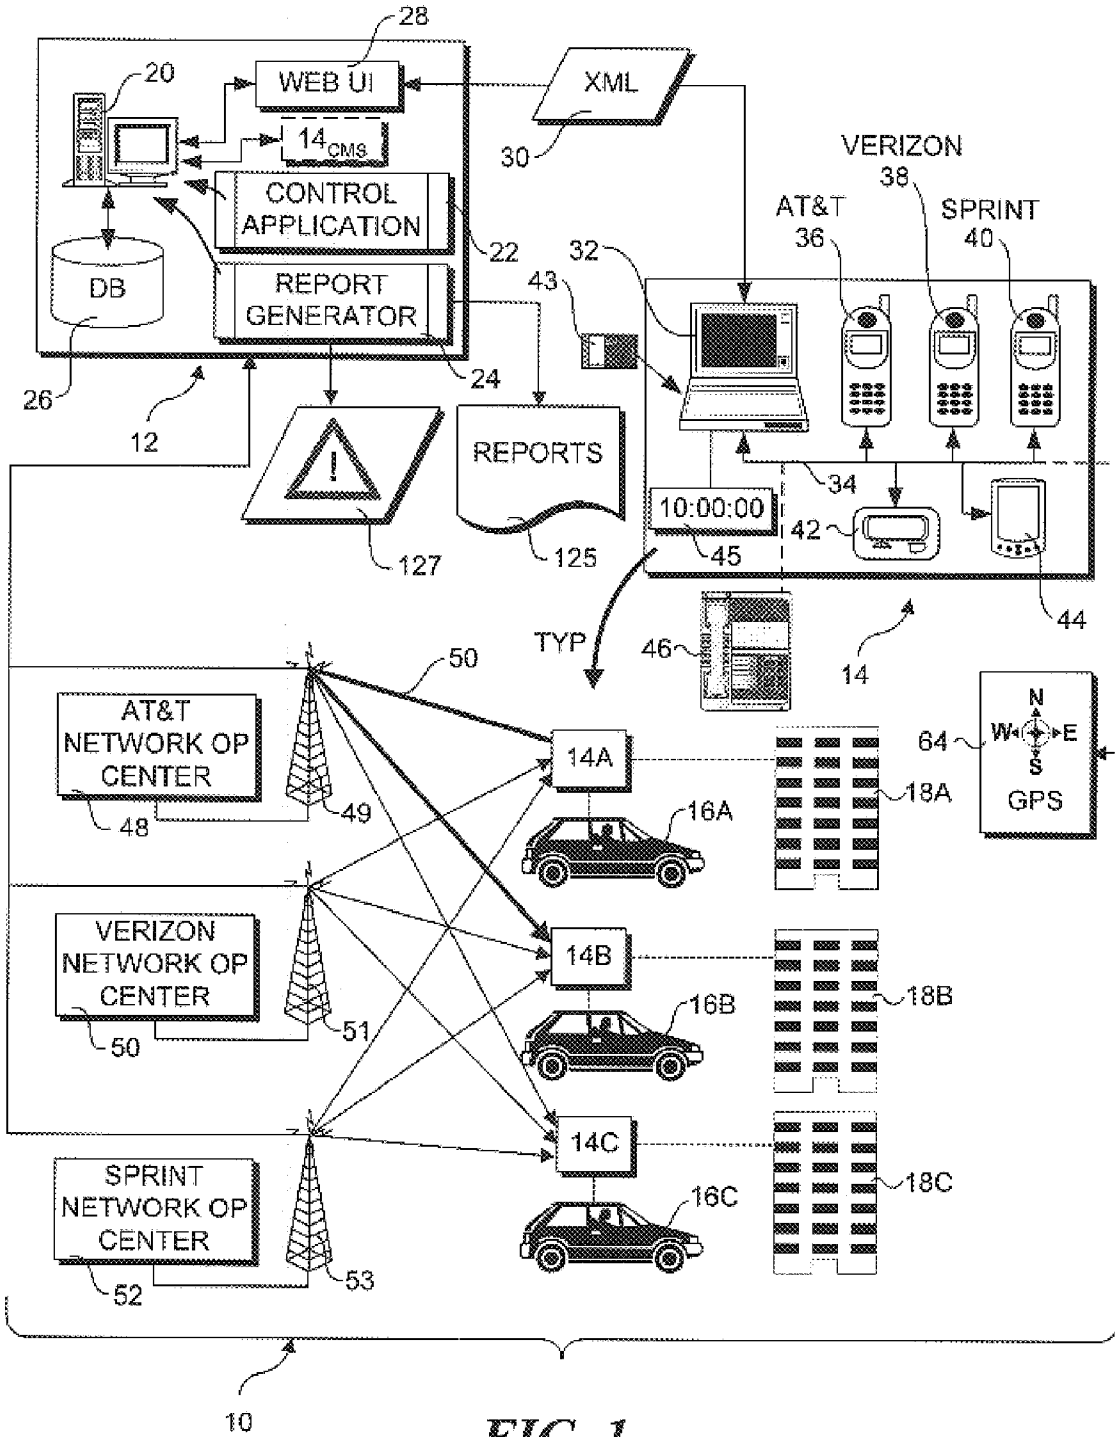 28
20
WEB UI
XML
14CMS
30
VERIZON
38
CONTROL
APPLICATION
AT&T
36
SPRINT
40
22
32
43
DB
REPORT
GENERATOR
26
24
12
!
REPORTS
34
10:00:00
42
45
127
125
44
TYP
46
14
50
AT&T
NETWORK OP
CENTER
48
49
14A
16A
18A
64
N
W
E
S
GPS
VERIZON
NETWORK OP
CENTER
50
51
14B
16B
18B
SPRINT
NETWORK OP
CENTER
52
53
14C
16C
18C
10
FIG. 1